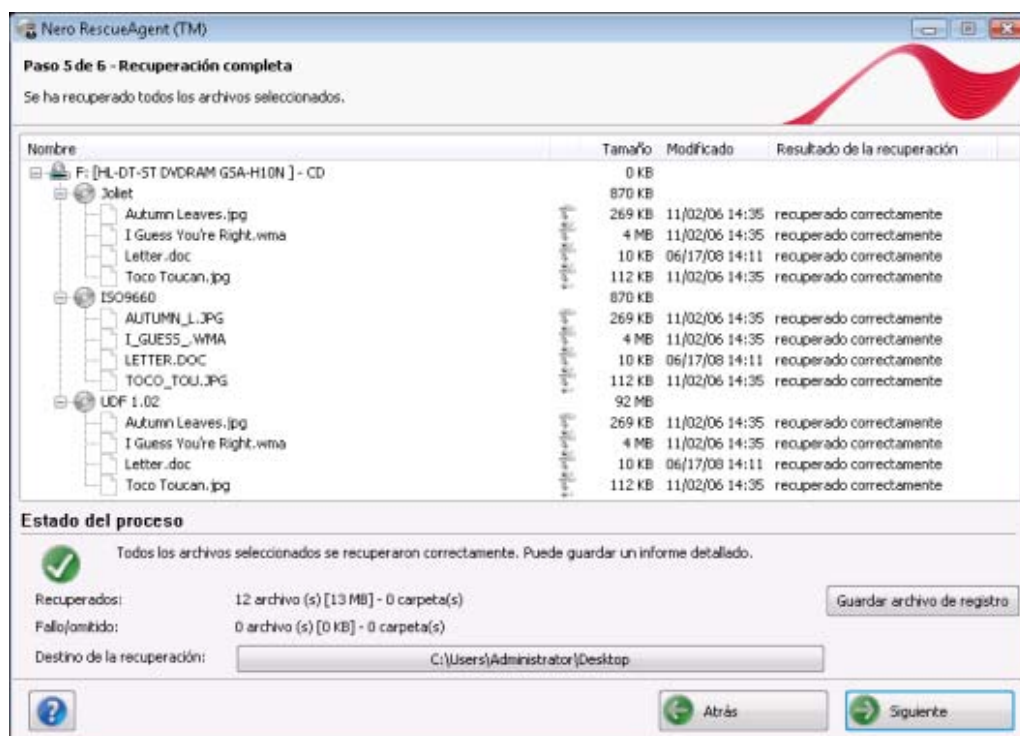 Nero RescueAgent (TM)
Paso 5 de 6 - Recuperación completa
Se ha recuperado todos los archivos seleccionados.
Nombre Tamaño Modificado Resultado de la recuperación
F: [HL-DT-ST DVDRAM GSA-H10N ] - CD 0 KB
Joliet 870 KB
Autumn Leaves.jpg 269 KB 11/02/06 14:35 recuperado correctamente
I Guess You're Right.wma 4 MB 11/02/06 14:35 recuperado correctamente
Letter.doc 10 KB 06/17/08 14:11 recuperado correctamente
Toco Toucan.jpg 112 KB 11/02/06 14:35 recuperado correctamente
ISO9660 870 KB
AUTUMN_L.JPG 269 KB 11/02/06 14:35 recuperado correctamente
I_GUESS_.WMA 4 MB 11/02/06 14:35 recuperado correctamente
LETTER.DOC 10 KB 06/17/08 14:11 recuperado correctamente
TOCO_TOU.JPG 112 KB 11/02/06 14:35 recuperado correctamente
UDF 1.02 92 MB
Autumn Leaves.jpg 269 KB 11/02/06 14:35 recuperado correctamente
I Guess You're Right.wma 4 MB 11/02/06 14:35 recuperado correctamente
Letter.doc 10 KB 06/17/08 14:11 recuperado correctamente
Toco Toucan.jpg 112 KB 11/02/06 14:35 recuperado correctamente
Estado del proceso
Todos los archivos seleccionados se recuperaron correctamente. Puede guardar un informe detallado.
Recuperados: 12 archivo (s) [13 MB] - 0 carpeta(s) Guardar archivo de registro
Fallo/omitido: 0 archivo (s) [0 KB] - 0 carpeta(s)
Destino de la recuperación: C:\Users\Administrator\Desktop
? Atrás Siguiente